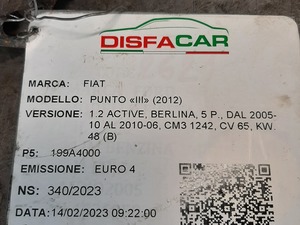 DISFACAR
MARCA: FIAT
MODELLO: PUNTO «III» (2012)
VERSIONE: 1.2 ACTIVE, BERLINA, 5 P., DAL 2005-
10 AL 2010-06, CM3 1242, CV 65, KW.
48 (B)
P5: 199A4000
EMISSIONE: EURO 4
NS: 340/2023
DATA: 14/02/2023 09:22:00